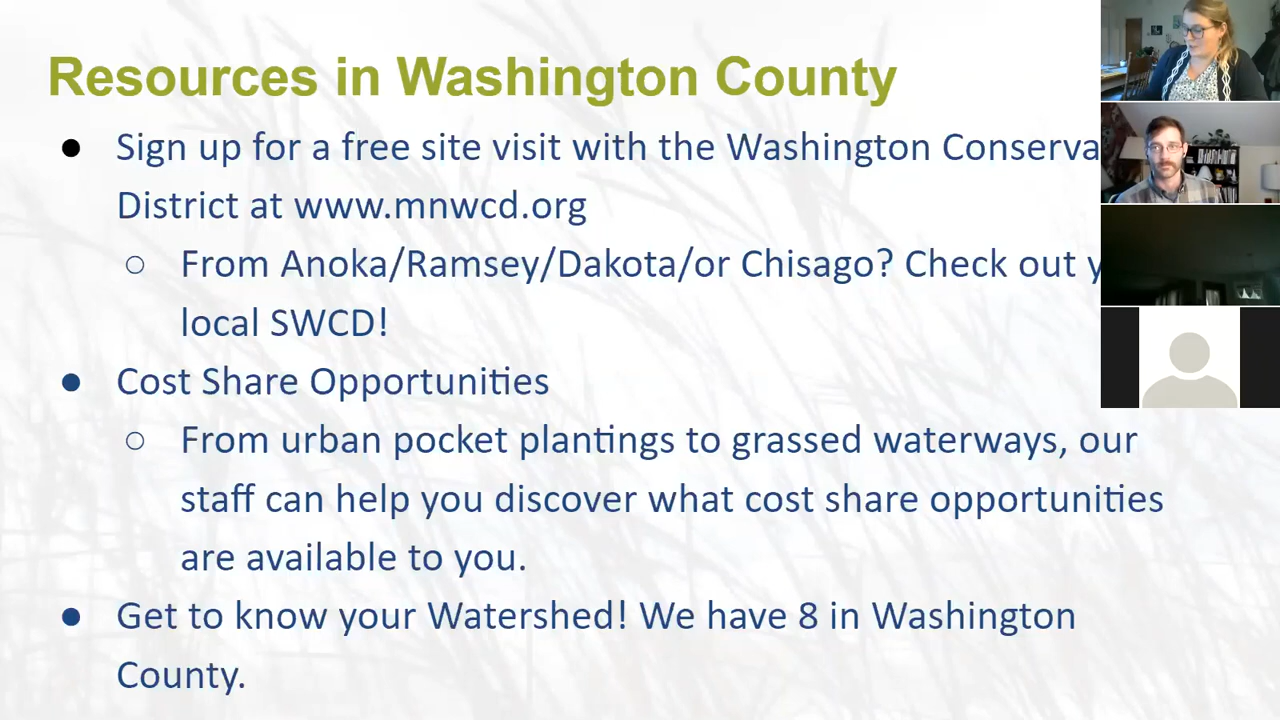 Resources in Washington County
● Sign up for a free site visit with the Washington Conserva
District at www.mnwcd.org
○ From Anoka/Ramsey/Dakota/or Chisago? Check out y
local SWCD!
● Cost Share Opportunities
○ From urban pocket plantings to grassed waterways, our
staff can help you discover what cost share opportunities
are available to you.
● Get to know your Watershed! We have 8 in Washington
County.